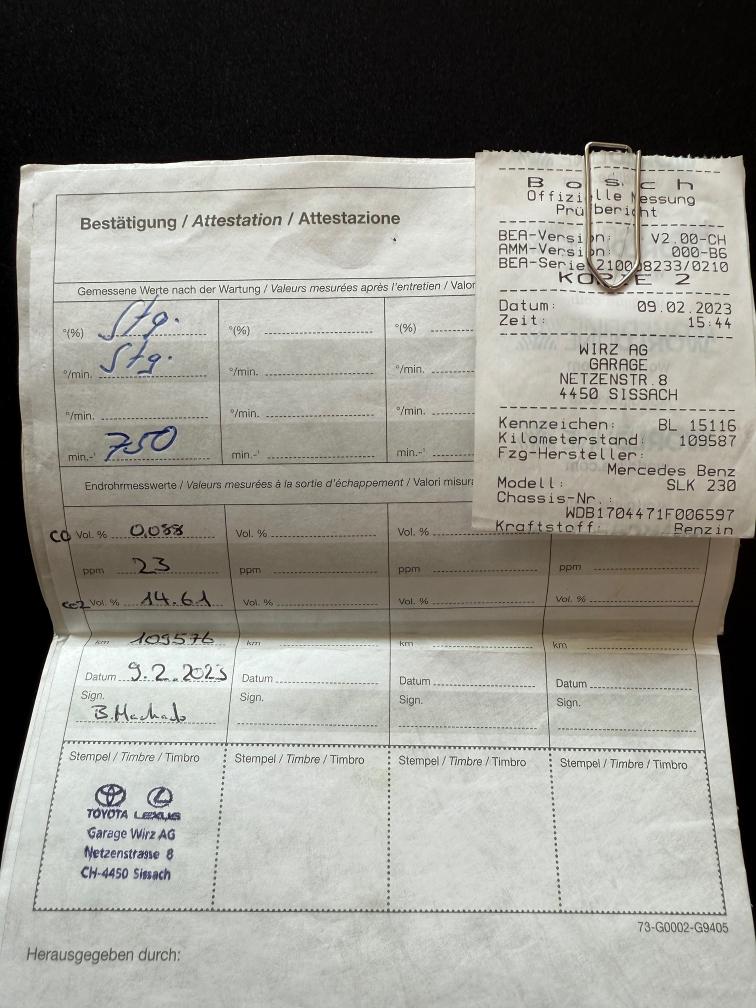 Bestätigung / Attestation / Attestazione
Gemessene Werte nach der Wartung / Valeurs mesurées après l'entretien / Valor
°(%) Stg. °(%) °(%)
°/min. Stg. °/min. °/min.
°/min. °/min. °/min.
min.-¹ 750 min.-¹ min.-¹
Endrohrmesswerte / Valeurs mesurées à la sortie d'échappement / Valori misura
CO Vol. % 0.088 Vol. % Vol. %
ppm 23 ppm ppm ppm
CO2 Vol. % 14.61 Vol. % Vol. % Vol. %
km 109576 km km km
Datum 9.2.2023 Datum Datum Datum
Sign. Sign. Sign. Sign.
B.Machado
Stempel / Timbre / Timbro Stempel / Timbre / Timbro Stempel / Timbre / Timbro Stempel / Timbre / Timbro
TOYOTA LEXUS
Garage Wirz AG
Netzenstrasse 8
CH-4450 Sissach
73-G0002-G9405
Herausgegeben durch:
Bosch
Offizielle Messung
Prüfbericht
BEA-Version: V2.00-CH
AMM-Version: 000-B6
BEA-Serie 210008233/0210
KOPIE 2
Datum: 09.02.2023
Zeit: 15:44
WIRZ AG
GARAGE
NETZENSTR.8
4450 SISSACH
Kennzeichen: BL 15116
Kilometerstand: 109587
Fzg-Hersteller:
Mercedes Benz
Modell: SLK 230
Chassis-Nr.:
WDB1704471F006597
Kraftstoff: Benzin